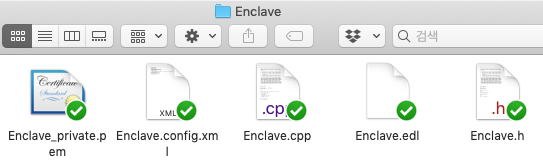 Enclave
검색
Certificate
Standard
XML
.cp
.h
Enclave_private.p
em
Enclave.config.xm
l
Enclave.cpp
Enclave.edl
Enclave.h